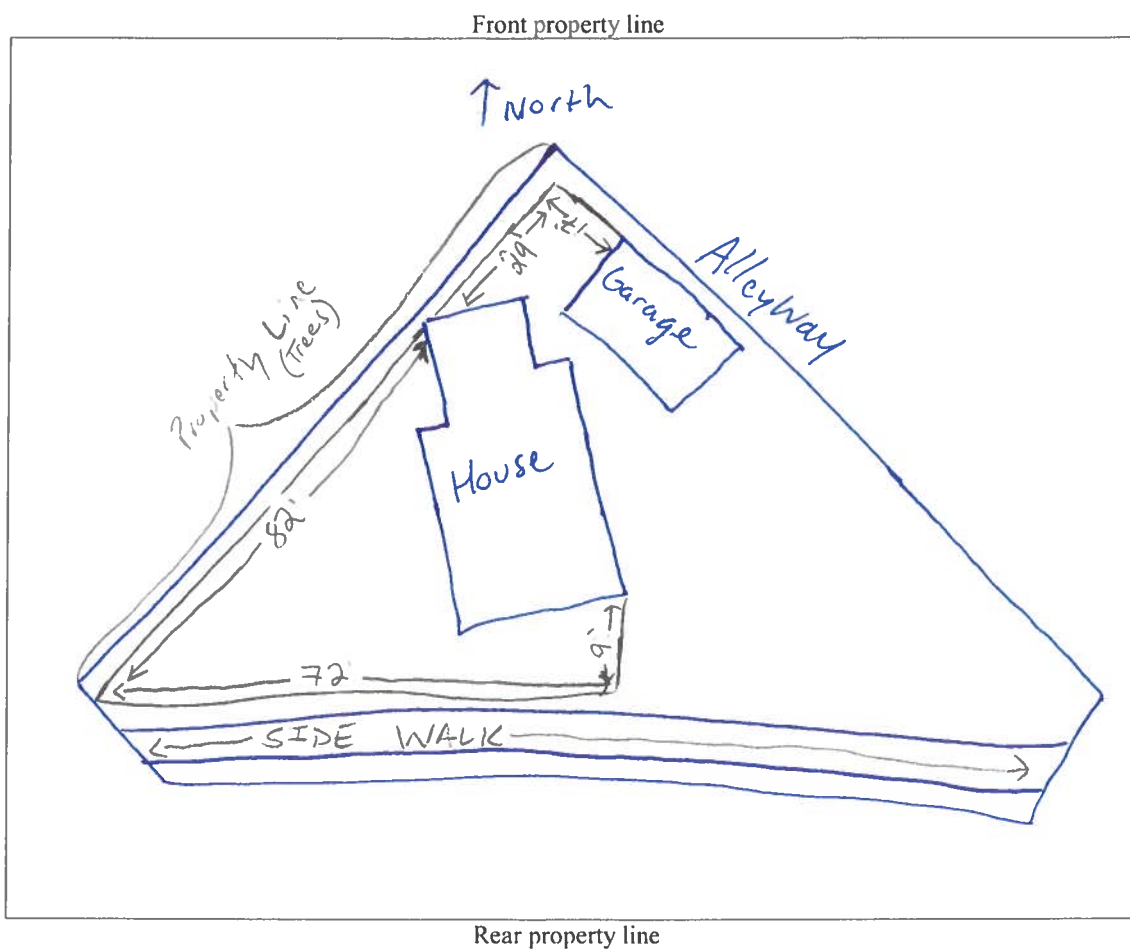 Front property line
↑ North
29'
17'
Garage
Alleyway
Property Line
(Trees)
House
82'
9'
72
SIDE WALK
Rear property line